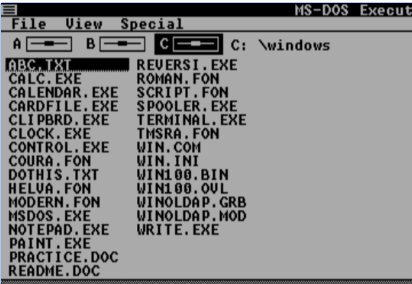 MS-DOS Execut
File View Special
A B C C: \windows
ABC.TXT REVERSI.EXE
CALC.EXE ROMAN.FON
CALENDAR.EXE SCRIPT.FON
CARDFILE.EXE SPOOLER.EXE
CLIPBRD.EXE TERMINAL.EXE
CLOCK.EXE TMSRA.FON
CONTROL.EXE WIN.COM
COURA.FON WIN.INI
DOTHIS.TXT WIN100.BIN
HELVA.FON WIN100.OVL
MODERN.FON WINOLDAP.GRB
MSDOS.EXE WINOLDAP.MOD
NOTEPAD.EXE WRITE.EXE
PAINT.EXE
PRACTICE.DOC
README.DOC